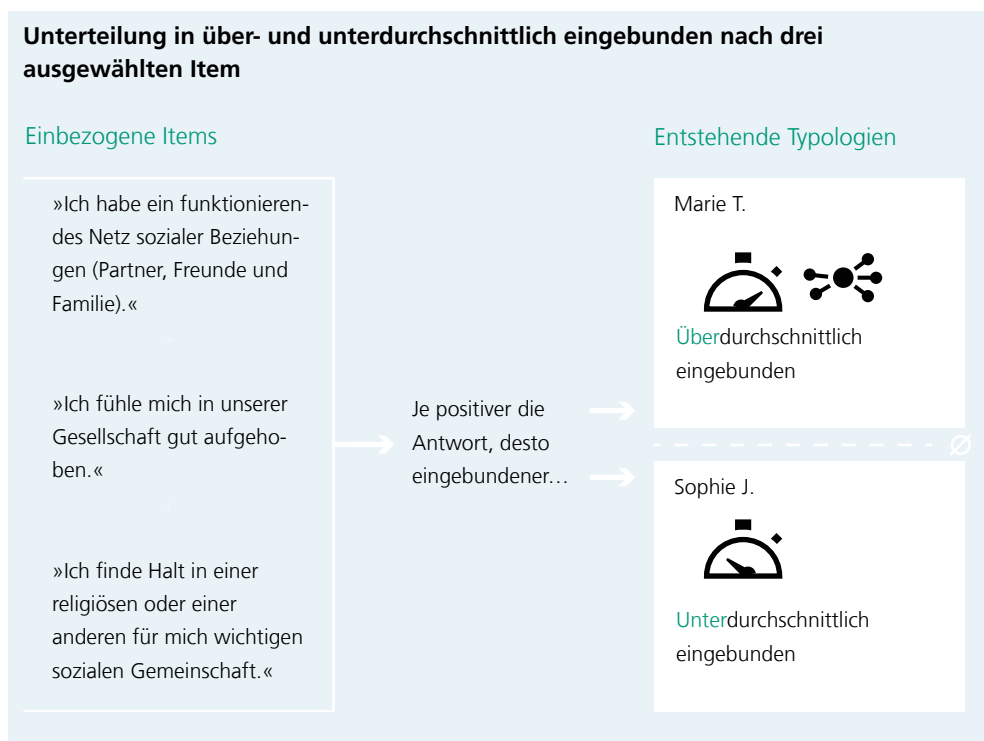 Unterteilung in über- und unterdurchschnittlich eingebunden nach drei
ausgewählten Item
Einbezogene Items
»Ich habe ein funktionieren-
des Netz sozialer Beziehun-
gen (Partner, Freunde und
Familie).«
+
»Ich fühle mich in unserer
Gesellschaft gut aufgeho-
ben.«
+
»Ich finde Halt in einer
religiösen oder einer
anderen für mich wichtigen
sozialen Gemeinschaft.«
Je positiver die
Antwort, desto
eingebundener…
Entstehende Typologien
Marie T.
Überdurchschnittlich
eingebunden
Ø
Sophie J.
Unterdurchschnittlich
eingebunden